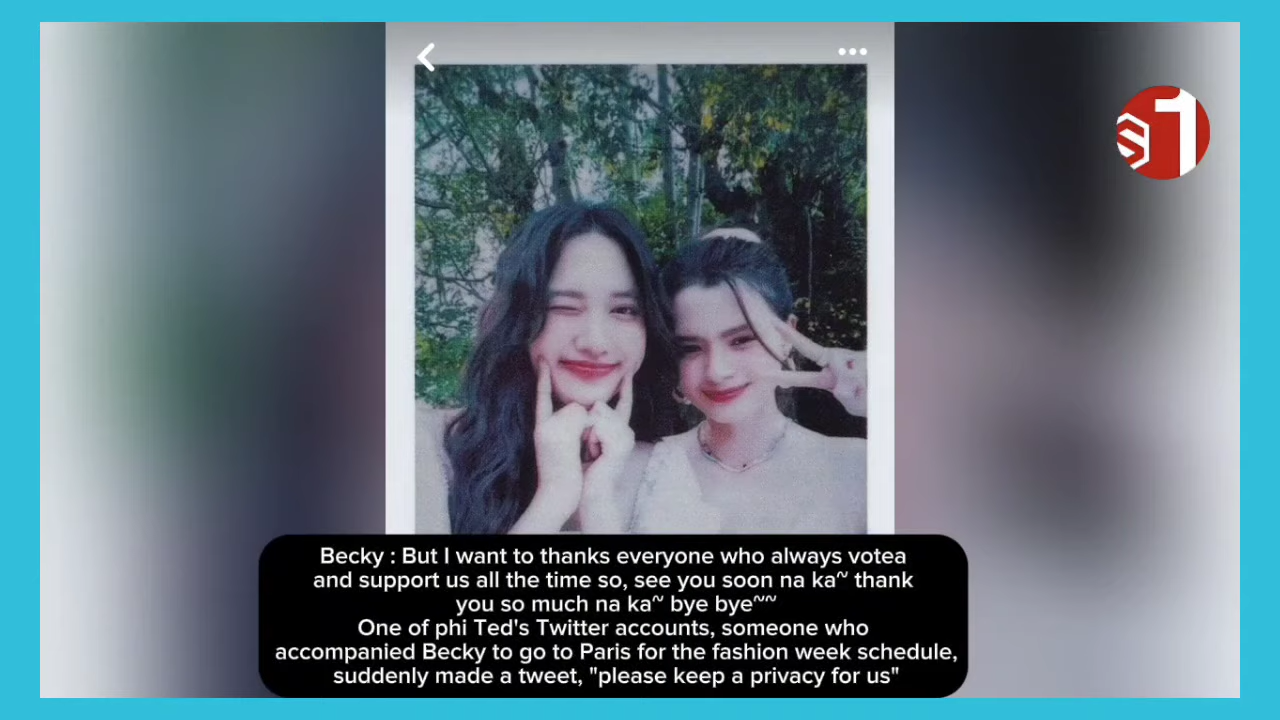 1
Becky : But I want to thanks everyone who always votea
and support us all the time so, see you soon na ka~ thank
you so much na ka~ bye bye~~
One of phi Ted's Twitter accounts, someone who
accompanied Becky to go to Paris for the fashion week schedule,
suddenly made a tweet, "please keep a privacy for us"